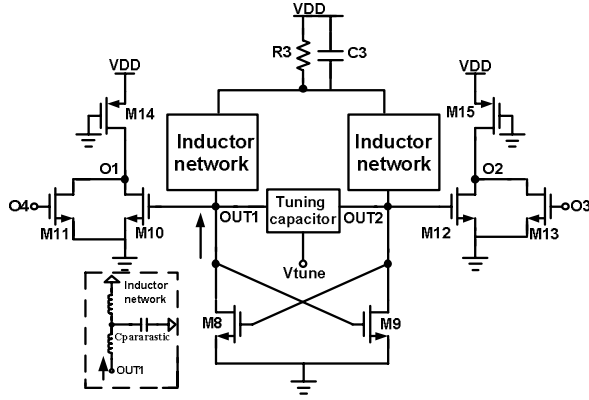 VDD
R3
C3
VDD
VDD
M14
M15
Inductor
network
Inductor
network
O1
O2
O4
O3
M11
M10
OUT1
Tuning
capacitor
OUT2
M12
M13
Vtune
M8
M9
Inductor
network
Cpararastic
OUT1